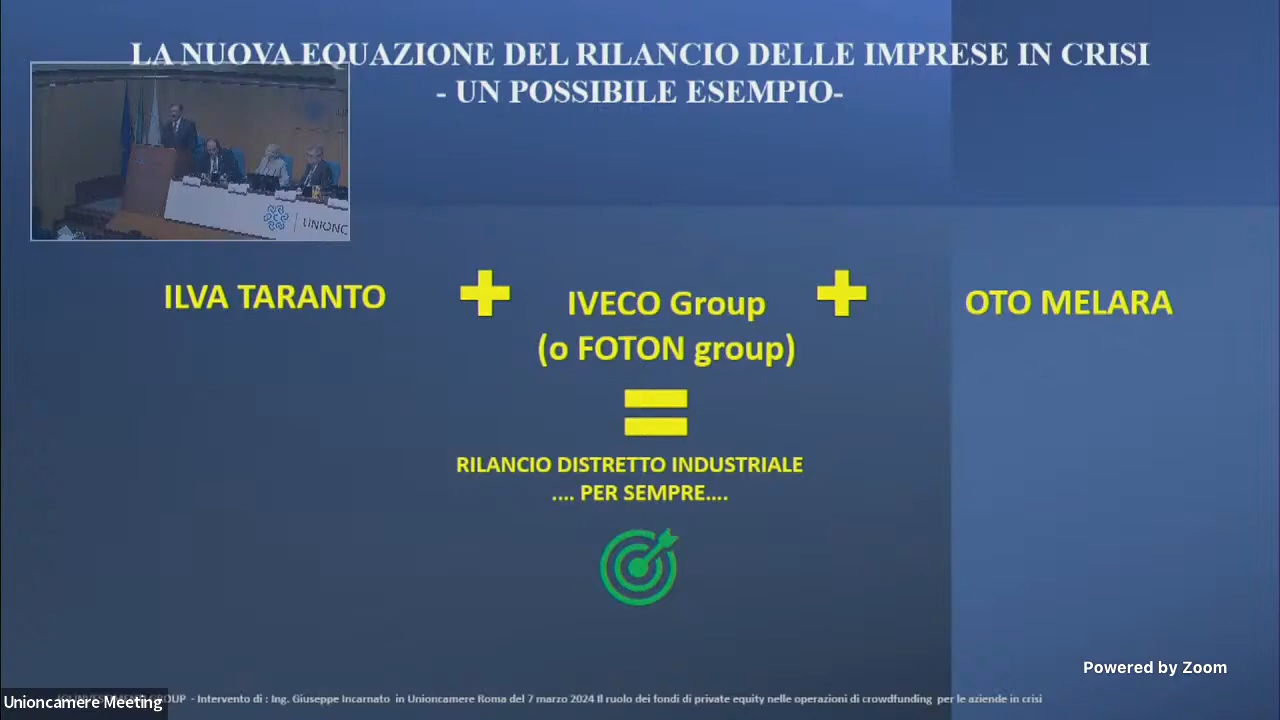 LA NUOVA EQUAZIONE DEL RILANCIO DELLE IMPRESE IN CRISI
- UN POSSIBILE ESEMPIO-
UNIONC
ILVA TARANTO
IVECO Group
(o FOTON group)
OTO MELARA
RILANCIO DISTRETTO INDUSTRIALE
.... PER SEMPRE....
Powered by Zoom
GROUP - Intervento di : Ing. Giuseppe Incarnato in Unioncamere Roma del 7 marzo 2024 Il ruolo dei fondi di private equity nelle operazioni di crowdfunding per le aziende in crisi
Unioncamere Meeting